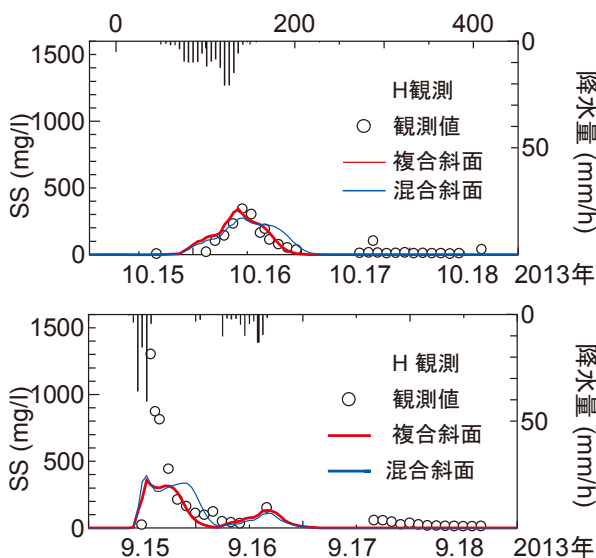 0 200 400
1500
1000
500
0
SS (mg/l)
0
50
降水量 (mm/h)
H観測
観測値
複合斜面
混合斜面
10.15 10.16 10.17 10.18 2013年
1500
1000
500
0
SS (mg/l)
0
50
降水量 (mm/h)
H 観測
観測値
複合斜面
混合斜面
9.15 9.16 9.17 9.18 2013年